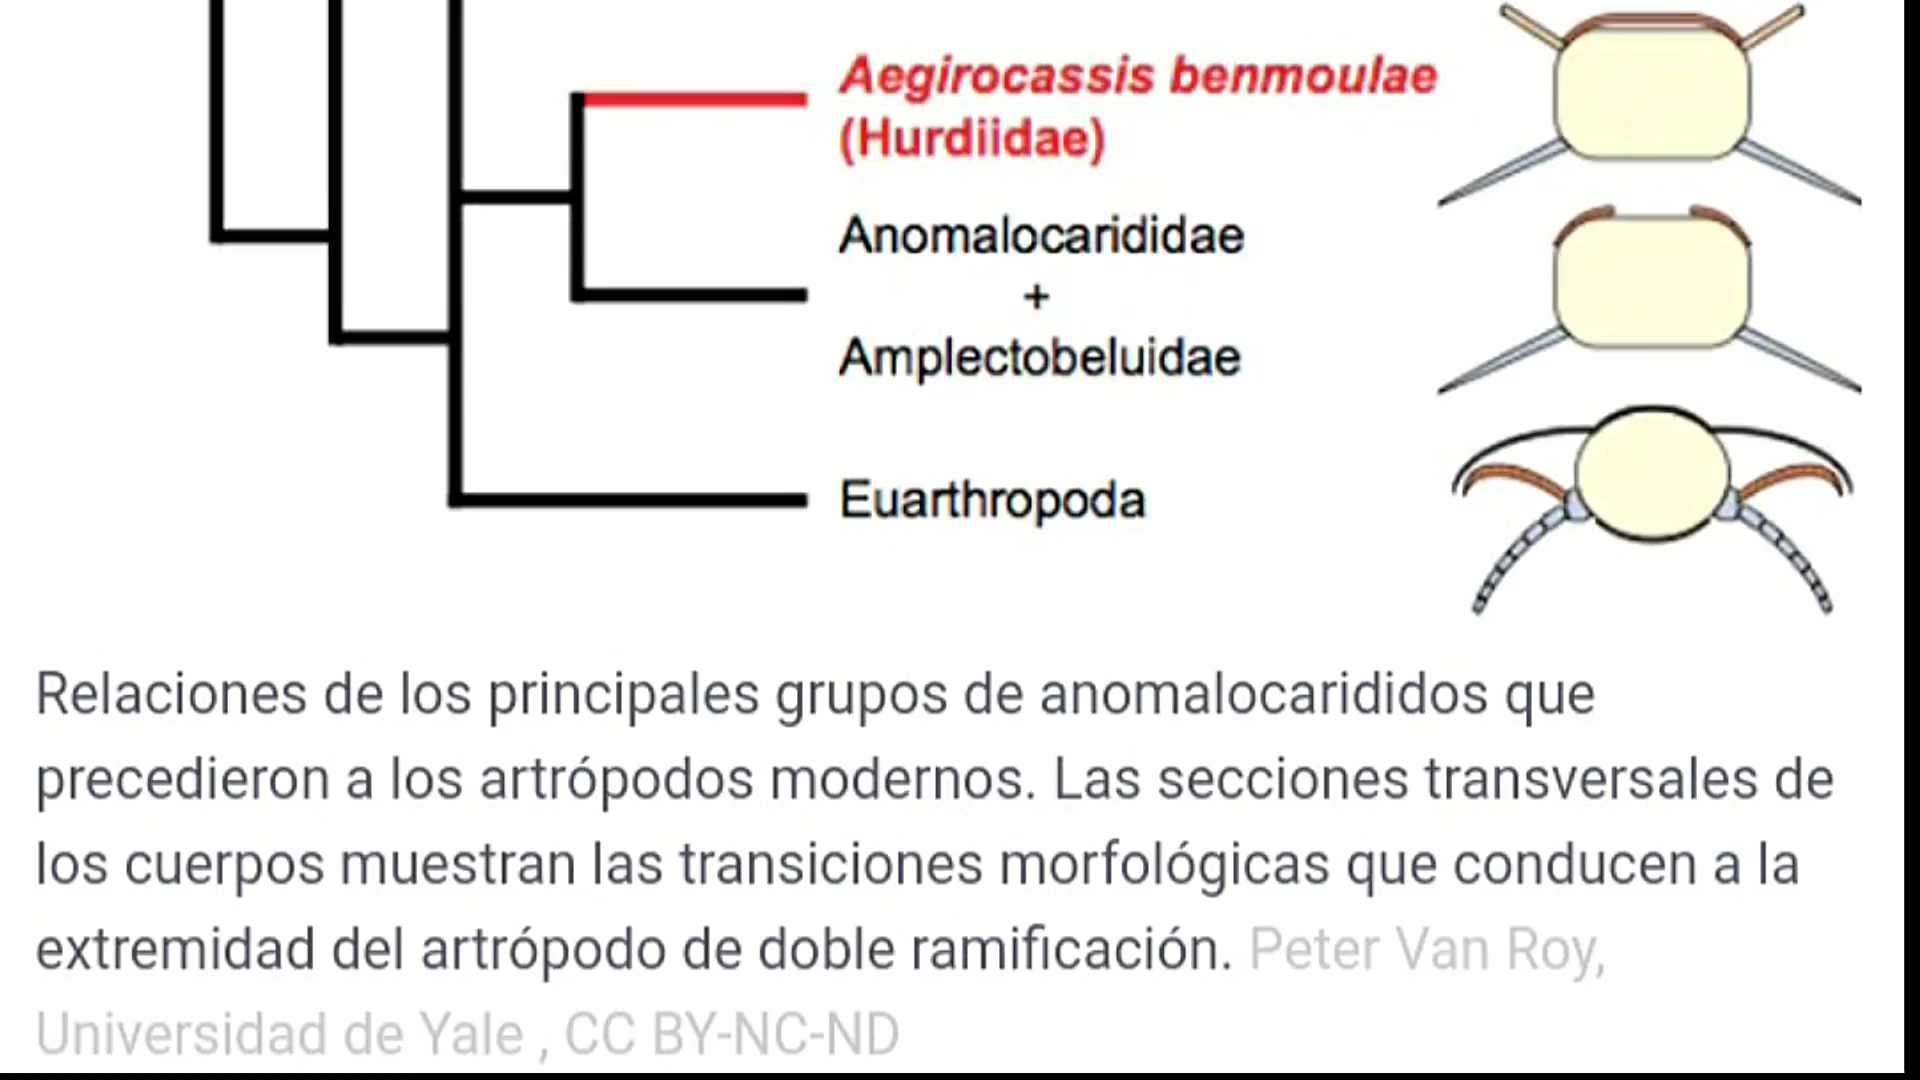 Aegirocassis benmoulae
(Hurdiidae)
Anomalocarididae
+
Amplectobeluidae
Euarthropoda
Relaciones de los principales grupos de anomalocarididos que
precedieron a los artrópodos modernos. Las secciones transversales de
los cuerpos muestran las transiciones morfológicas que conducen a la
extremidad del artrópodo de doble ramificación. Peter Van Roy,
Universidad de Yale , CC BY-NC-ND